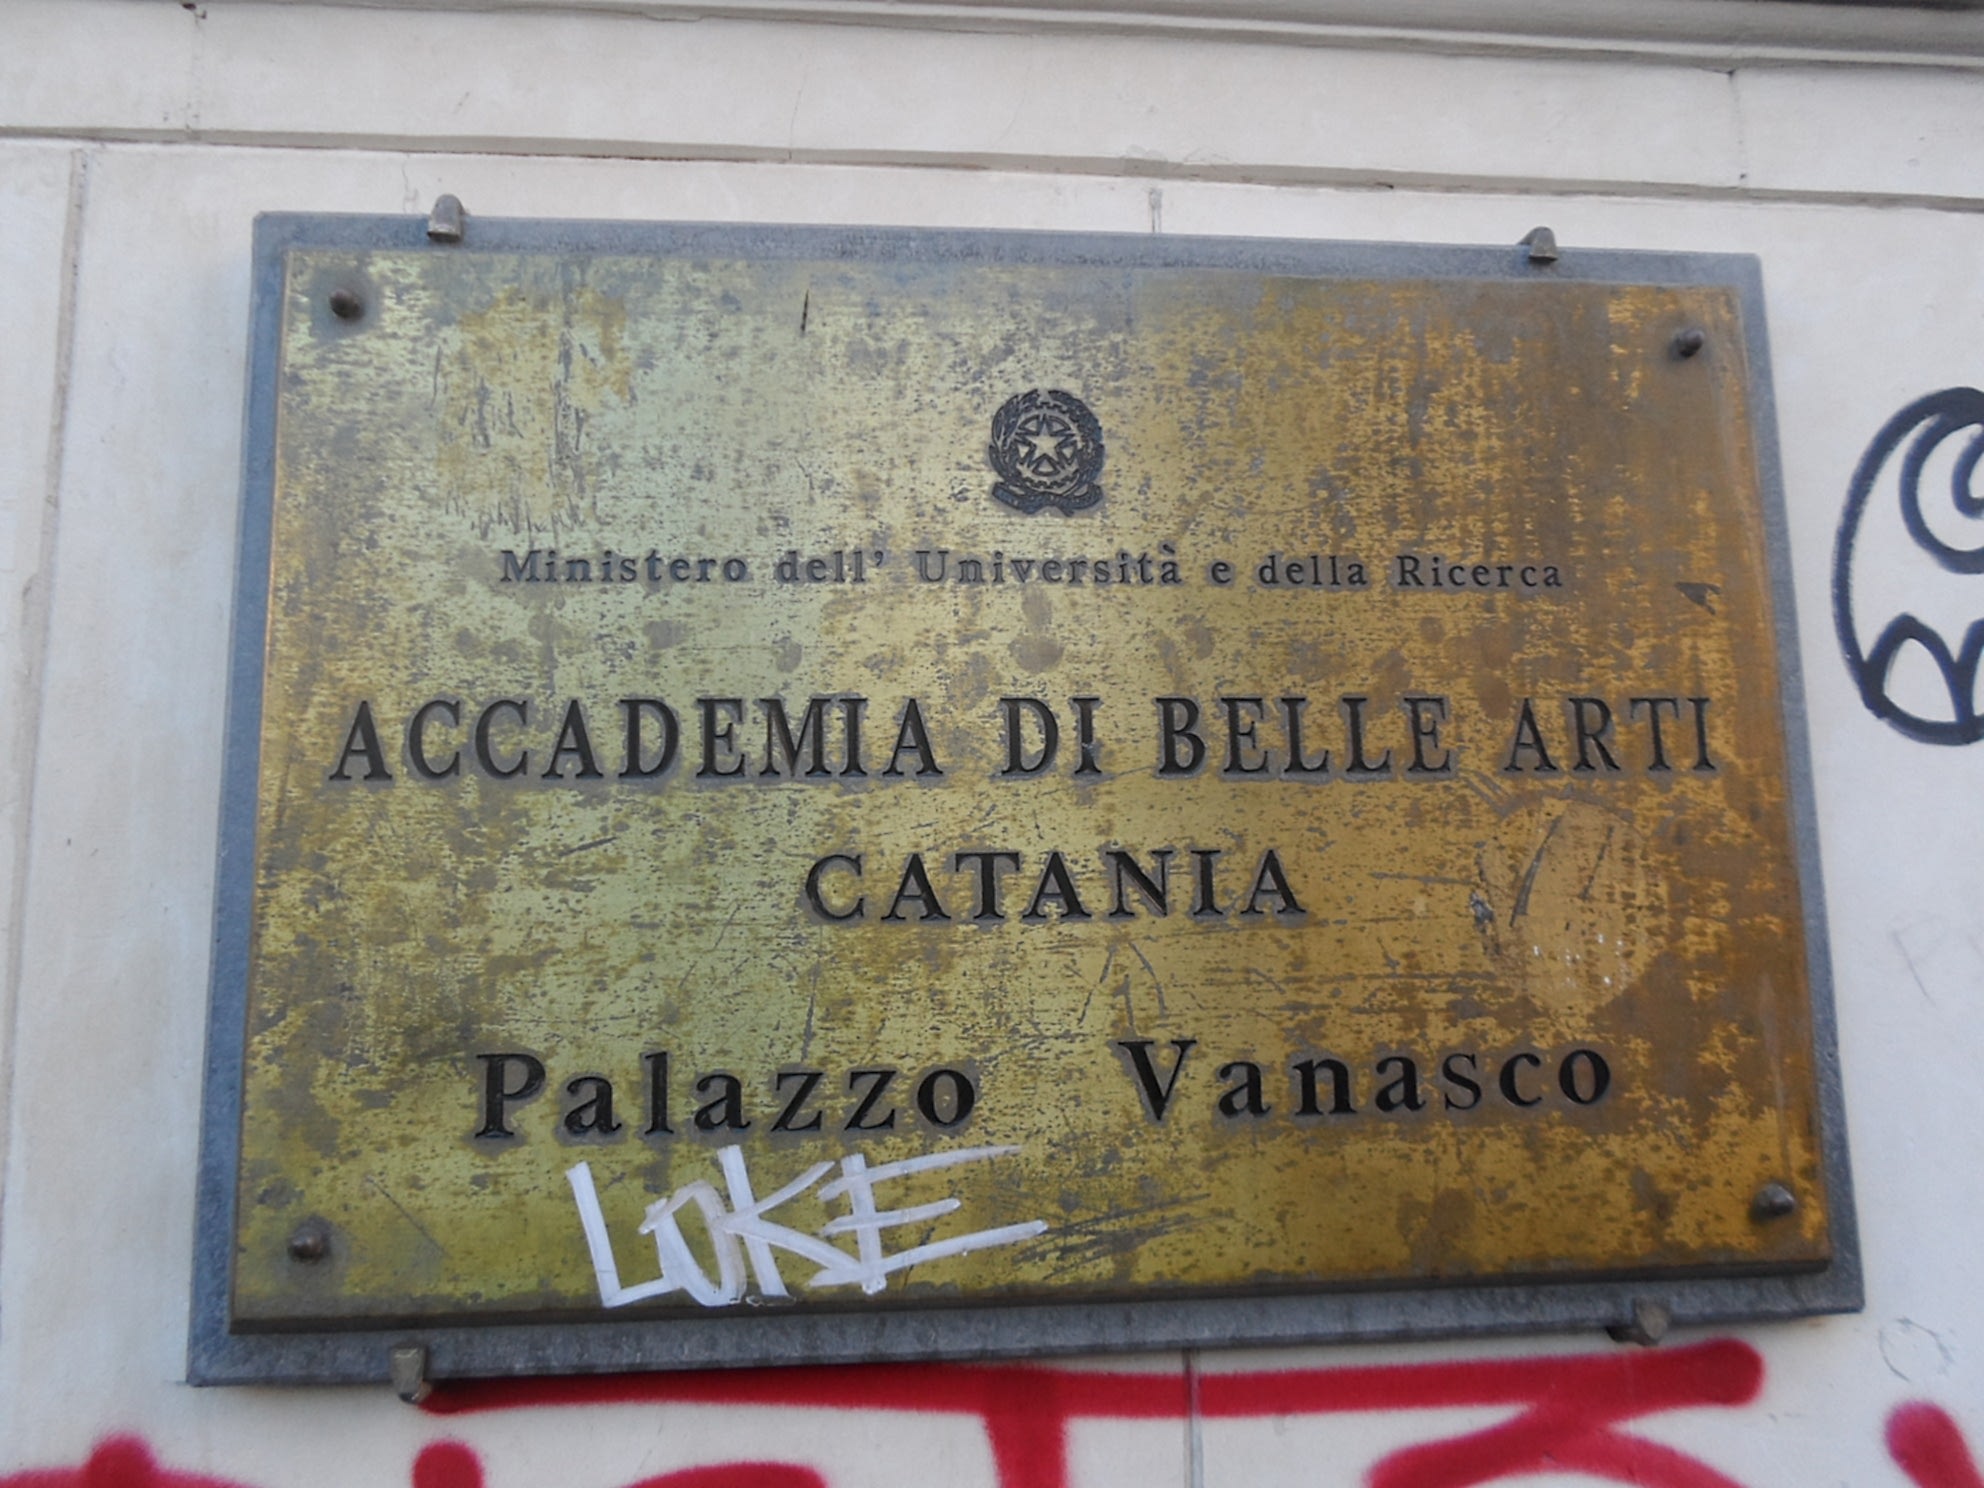 Ministero dell' Università e della Ricerca
ACCADEMIA DI BELLE ARTI
CATANIA
Palazzo Vanasco
LOKE